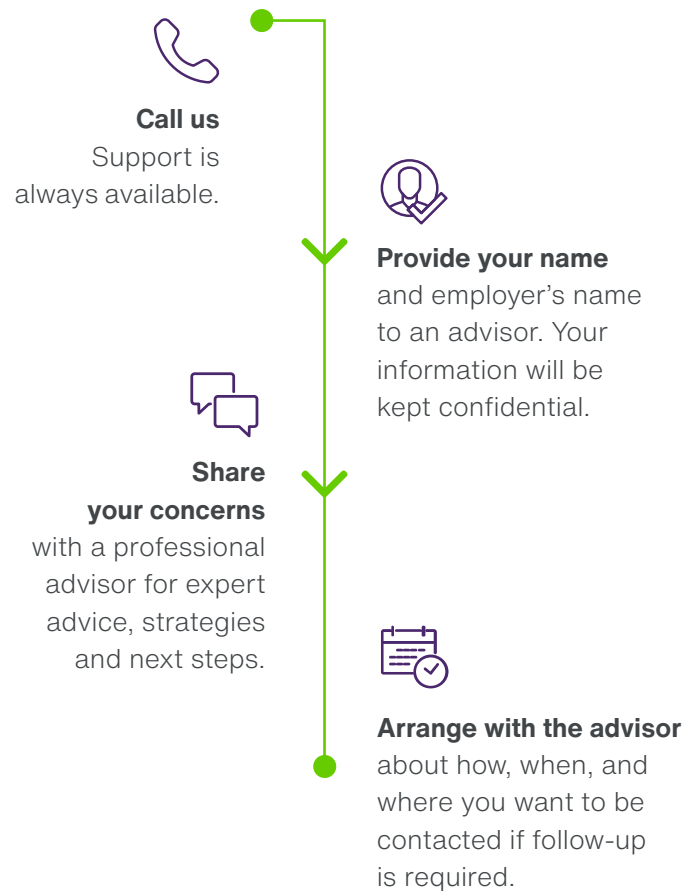 Call us
Support is
always available.
Provide your name
and employer’s name
to an advisor. Your
information will be
kept confidential.
Share
your concerns
with a professional
advisor for expert
advice, strategies
and next steps.
Arrange with the advisor
about how, when, and
where you want to be
contacted if follow-up
is required.